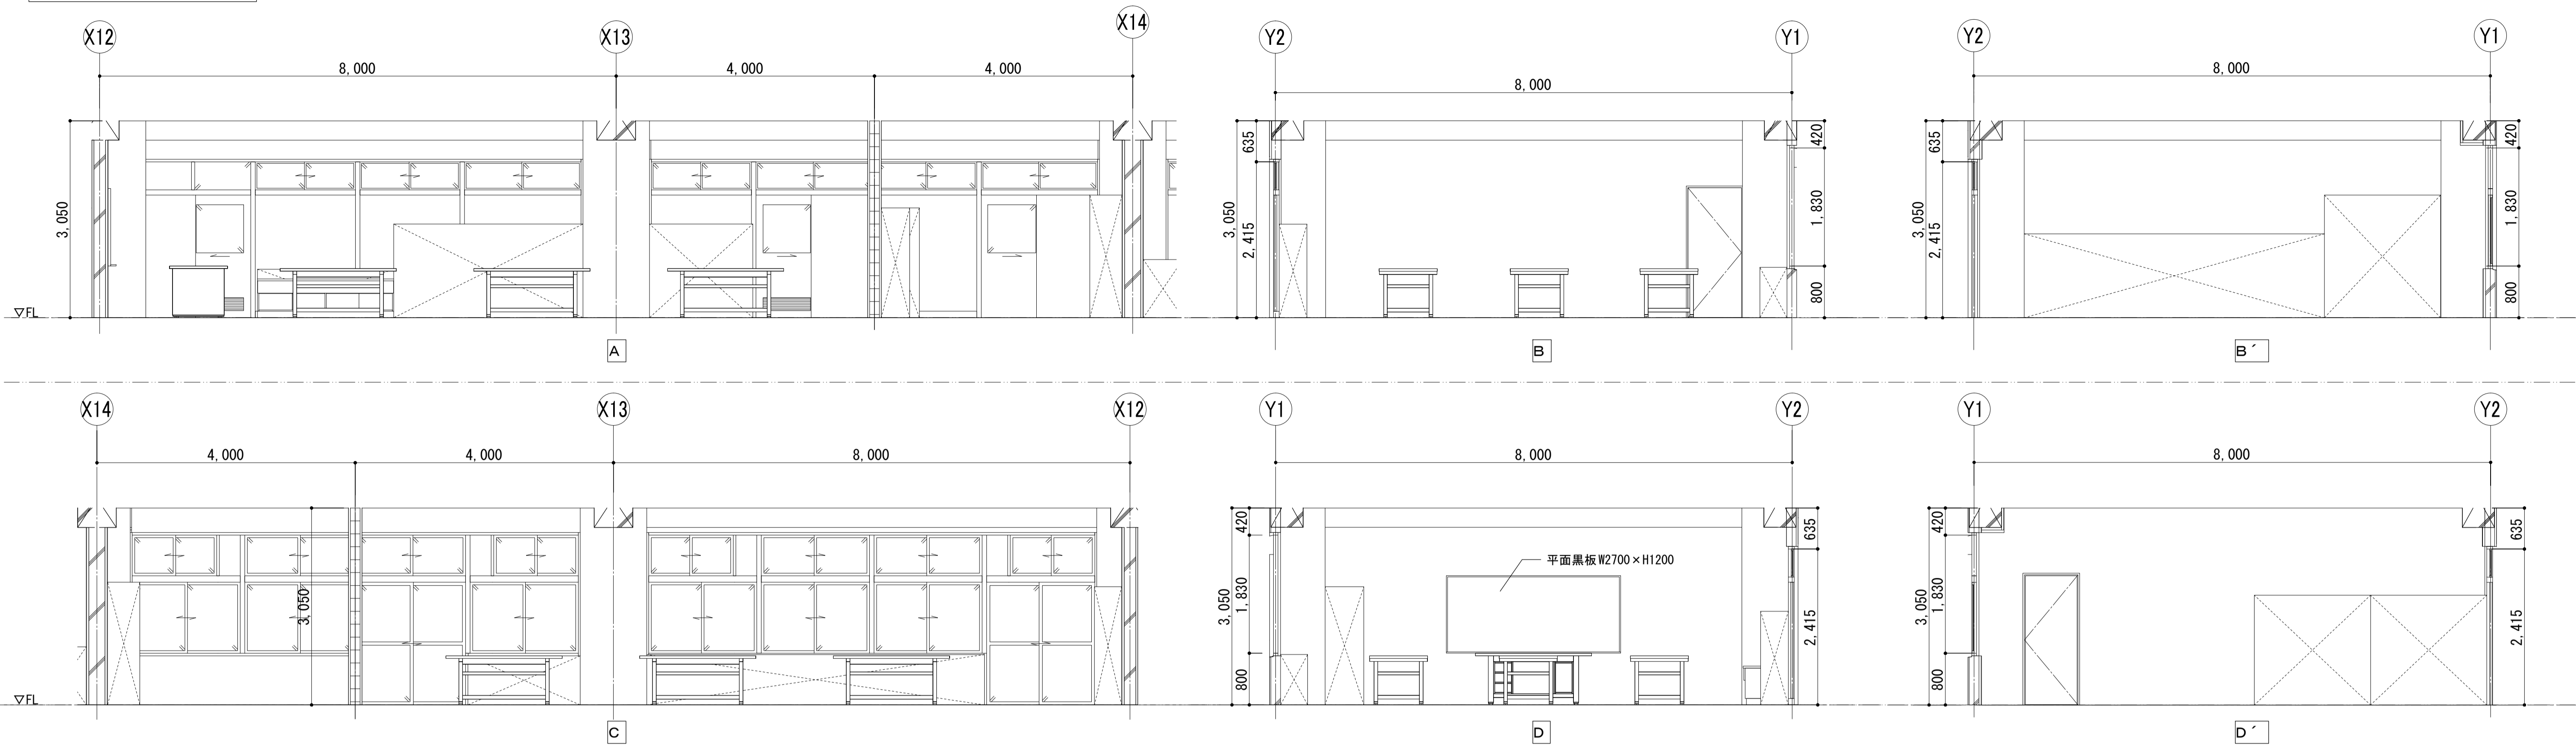 X12
X13
X14
8,000
4,000
4,000
3,050
▽FL
A
Y2
Y1
8,000
3,050
635
2,415
420
1,830
800
B
Y2
Y1
8,000
3,050
635
2,415
420
1,830
800
B´
X14
X13
X12
4,000
4,000
8,000
3,050
▽FL
C
Y1
Y2
8,000
3,050
420
1,830
800
平面黒板W2700×H1200
635
2,415
D
Y1
Y2
8,000
3,050
420
1,830
800
635
2,415
D´